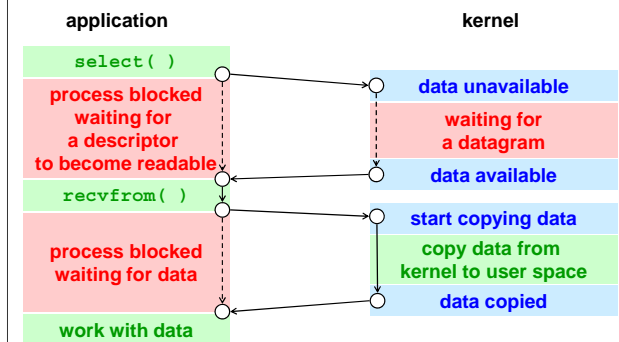 application
kernel
select( )
process blocked
waiting for
a descriptor
to become readable
data unavailable
waiting for
a datagram
data available
recvfrom( )
start copying data
process blocked
waiting for data
copy data from
kernel to user space
data copied
work with data